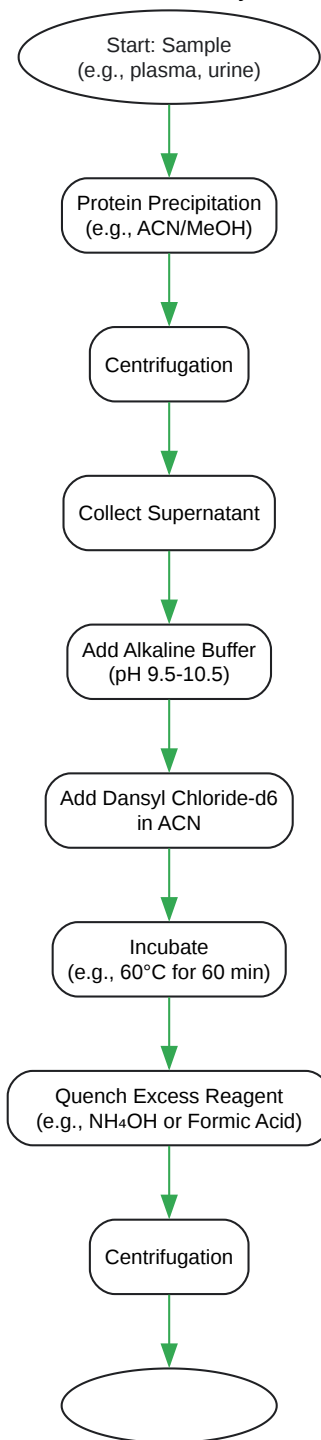 Start: Sample
(e.g., plasma, urine)
Protein Precipitation
(e.g., ACN/MeOH)
Centrifugation
Collect Supernatant
Add Alkaline Buffer
(pH 9.5-10.5)
Add Dansyl Chloride-d6
in ACN
Incubate
(e.g., 60°C for 60 min)
Quench Excess Reagent
(e.g., NH₄OH or Formic Acid)
Centrifugation